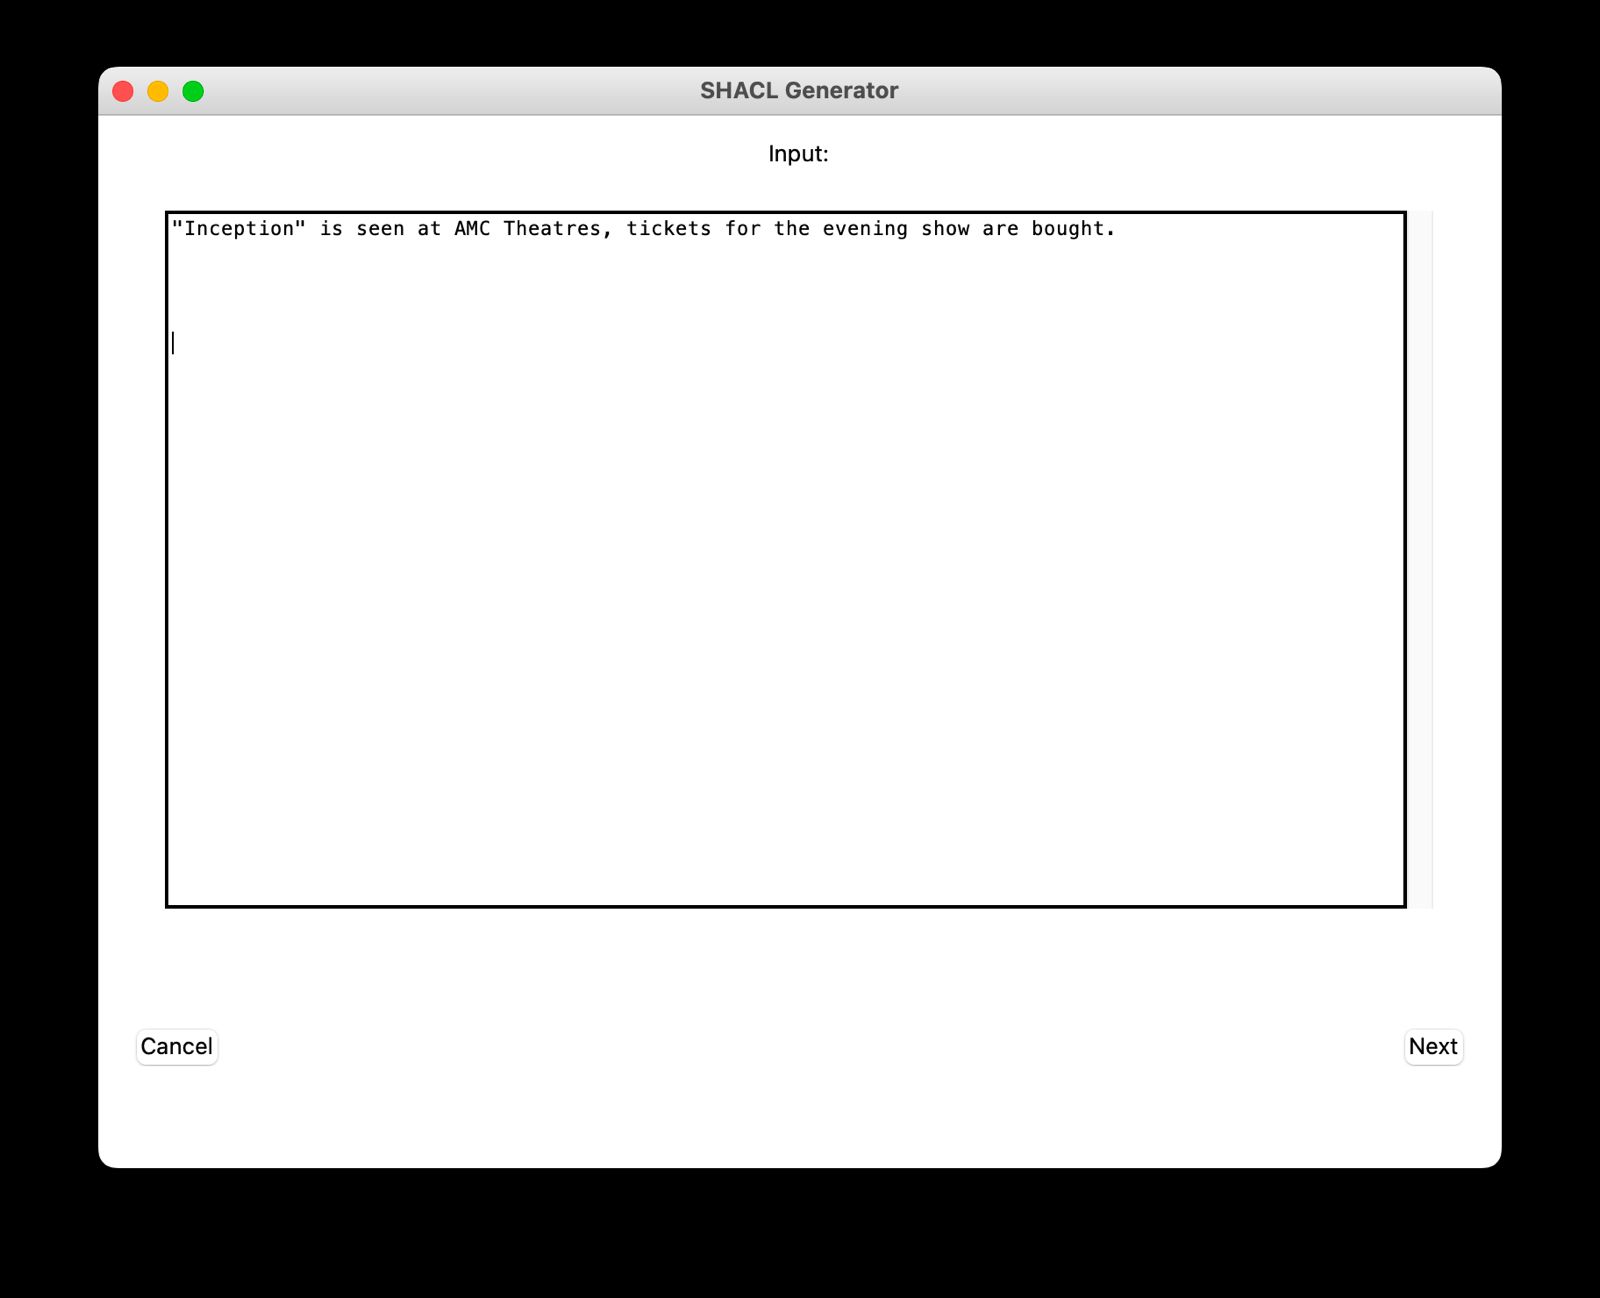 SHACL Generator
Input:
"Inception" is seen at AMC Theatres, tickets for the evening show are bought.
Cancel
Next